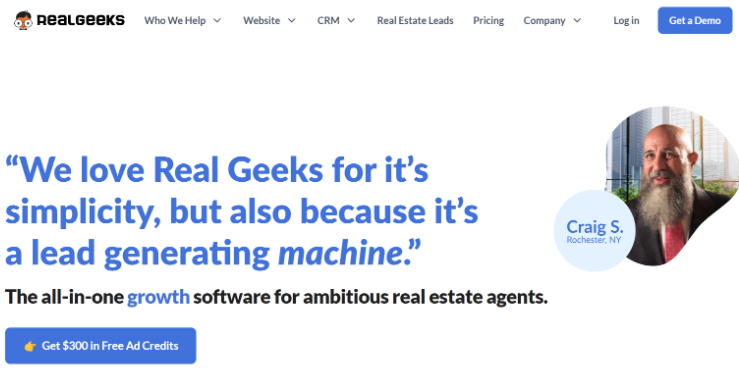 REALGEEKS Who We Help Website CRM Real Estate Leads Pricing Company Log in Get a Demo
“We love Real Geeks for it’s
simplicity, but also because it’s
a lead generating machine.”
Craig S.
Rochester, NY
The all-in-one growth software for ambitious real estate agents.
👉 Get $300 in Free Ad Credits